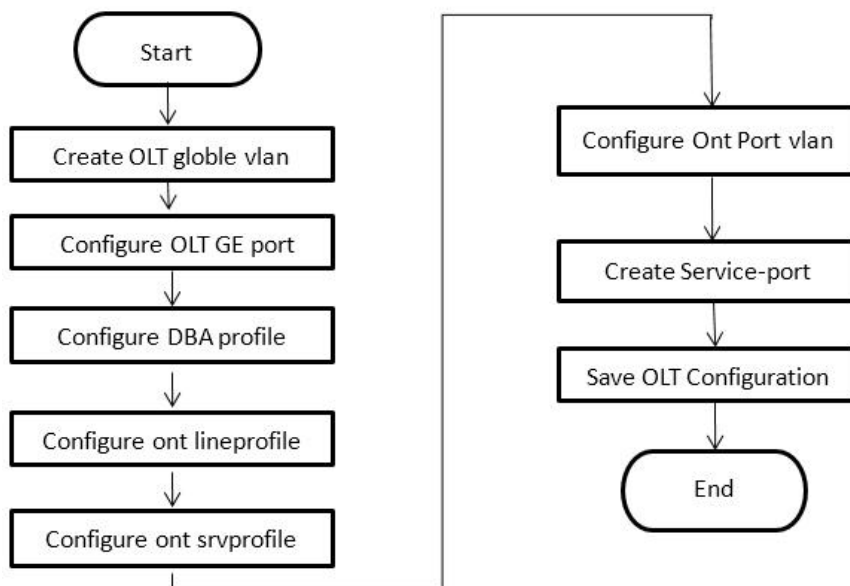 Start
Create OLT globle vlan
Configure OLT GE port
Configure DBA profile
Configure ont lineprofile
Configure ont srvprofile
Configure Ont Port vlan
Create Service-port
Save OLT Configuration
End